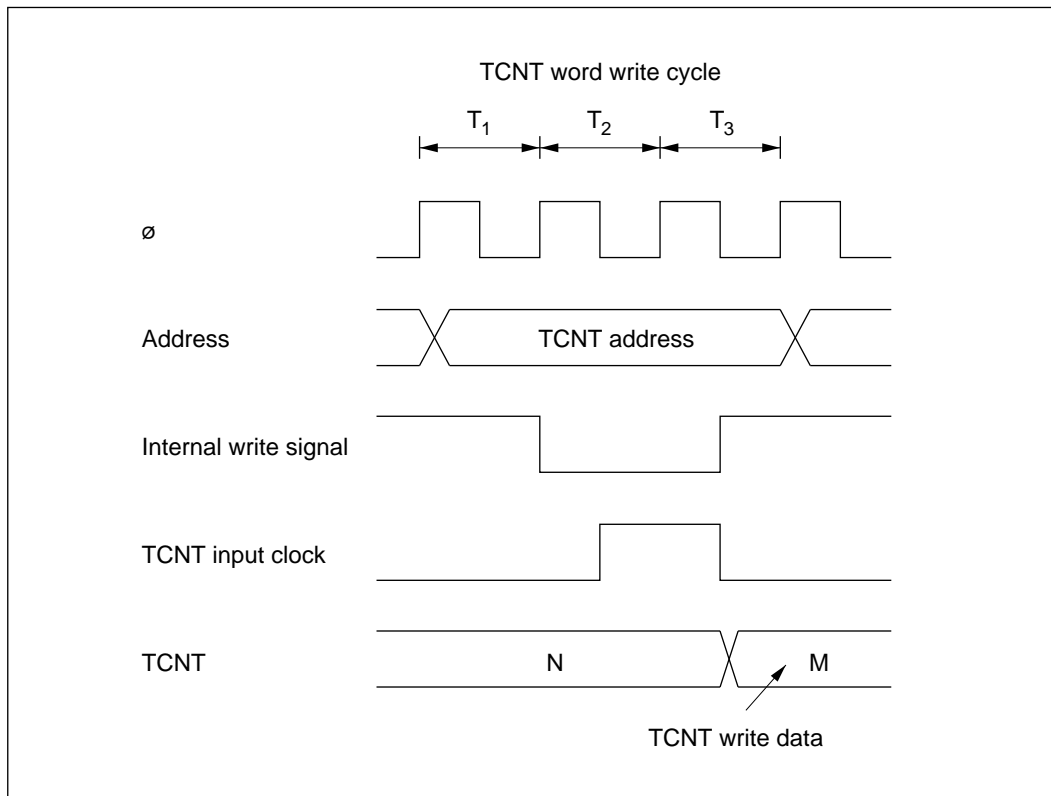 TCNT word write cycle
T1 T2 T3
ø
Address TCNT address
Internal write signal
TCNT input clock
TCNT N M
TCNT write data